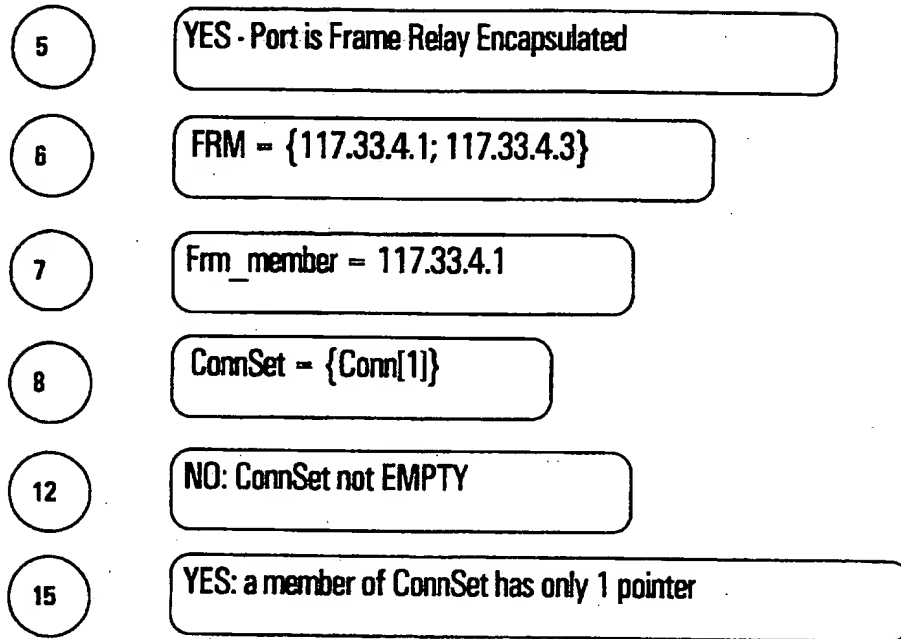 5 YES - Port is Frame Relay Encapsulated
6 FRM = {117.33.4.1; 117.33.4.3}
7 Frm_member = 117.33.4.1
8 ConnSet = {Conn[1]}
12 NO: ConnSet not EMPTY
15 YES: a member of ConnSet has only 1 pointer